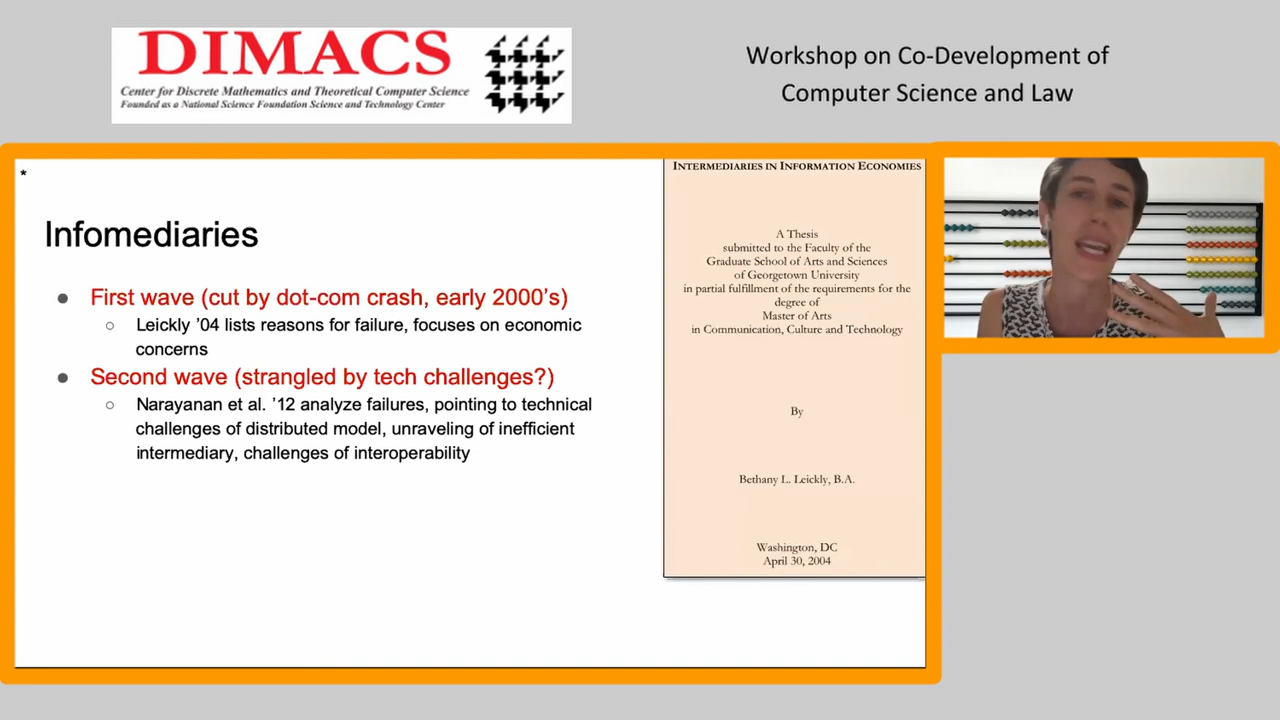 DIMACS
Center for Discrete Mathematics and Theoretical Computer Science
Founded as a National Science Foundation Science and Technology Center
Workshop on Co-Development of
Computer Science and Law
*
Infomediaries
● First wave (cut by dot-com crash, early 2000's)
○ Leickly '04 lists reasons for failure, focuses on economic
concerns
● Second wave (strangled by tech challenges?)
○ Narayanan et al. '12 analyze failures, pointing to technical
challenges of distributed model, unraveling of inefficient
intermediary, challenges of interoperability
INTERMEDIARIES IN INFORMATION ECONOMIES
A Thesis
submitted to the Faculty of the
Graduate School of Arts and Sciences
of Georgetown University
in partial fulfillment of the requirements for the
degree of
Master of Arts
in Communication, Culture and Technology
By
Bethany L. Leickly, B.A.
Washington, DC
April 30, 2004